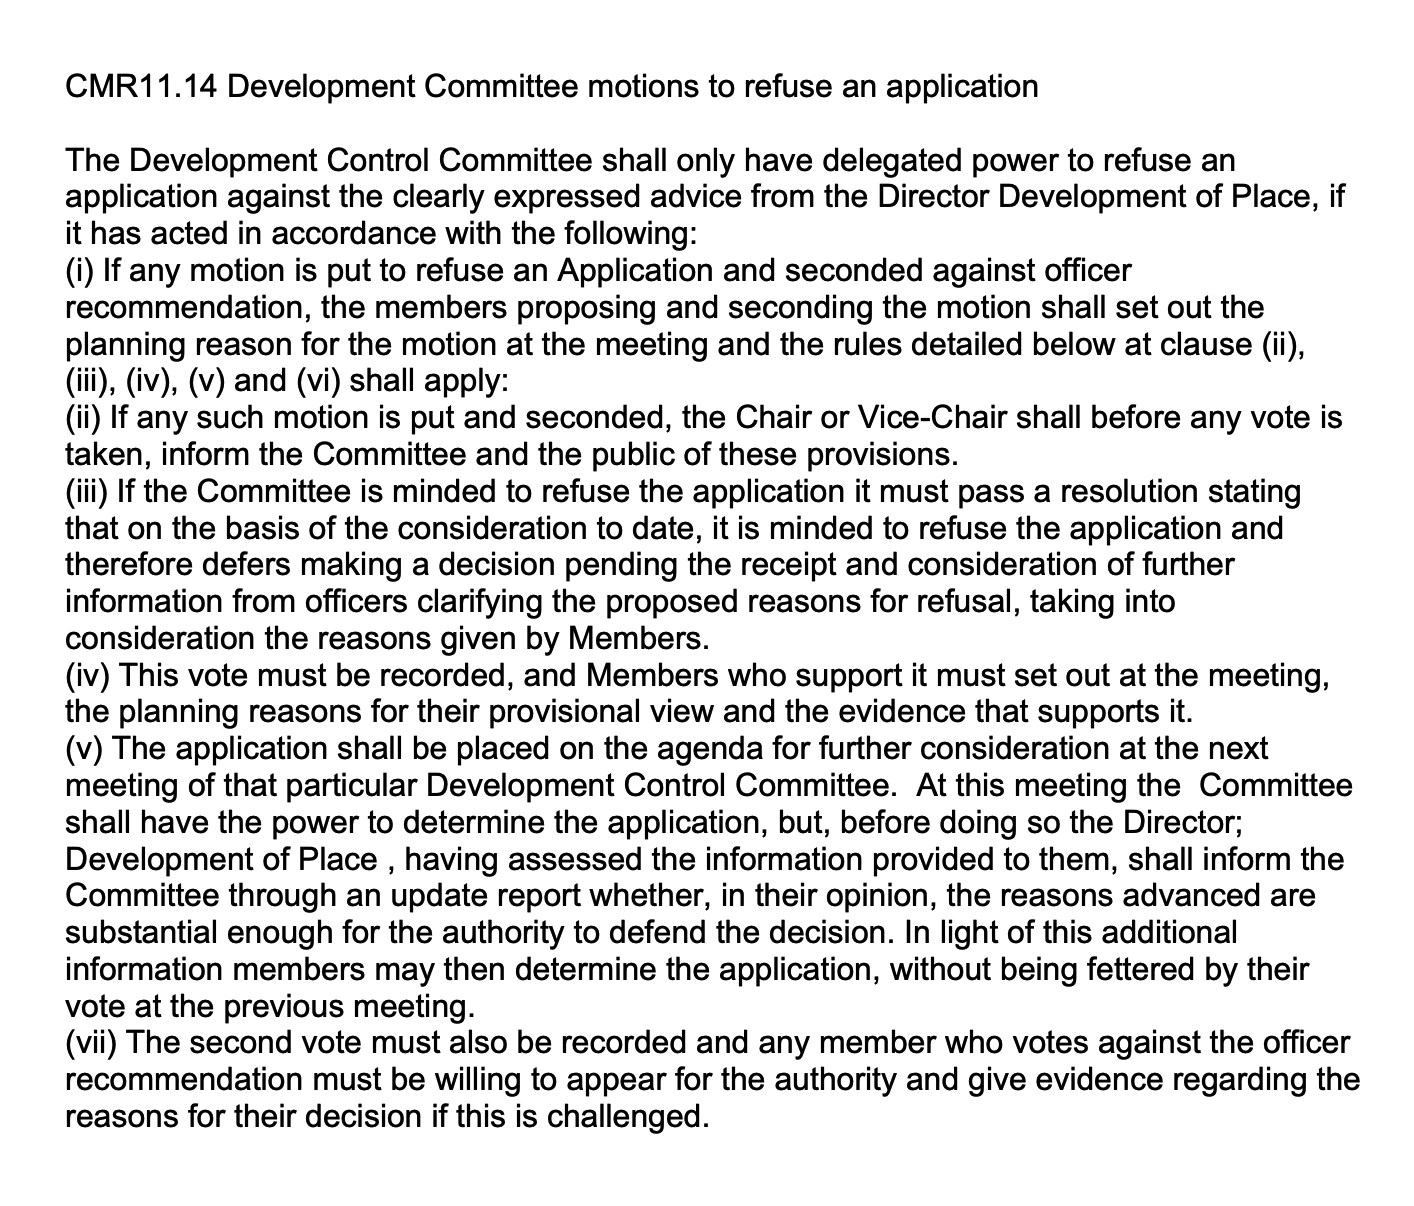 CMR11.14 Development Committee motions to refuse an application
The Development Control Committee shall only have delegated power to refuse an
application against the clearly expressed advice from the Director Development of Place, if
it has acted in accordance with the following:
(i) If any motion is put to refuse an Application and seconded against officer
recommendation, the members proposing and seconding the motion shall set out the
planning reason for the motion at the meeting and the rules detailed below at clause (ii),
(iii), (iv), (v) and (vi) shall apply:
(ii) If any such motion is put and seconded, the Chair or Vice-Chair shall before any vote is
taken, inform the Committee and the public of these provisions.
(iii) If the Committee is minded to refuse the application it must pass a resolution stating
that on the basis of the consideration to date, it is minded to refuse the application and
therefore defers making a decision pending the receipt and consideration of further
information from officers clarifying the proposed reasons for refusal, taking into
consideration the reasons given by Members.
(iv) This vote must be recorded, and Members who support it must set out at the meeting,
the planning reasons for their provisional view and the evidence that supports it.
(v) The application shall be placed on the agenda for further consideration at the next
meeting of that particular Development Control Committee.  At this meeting the  Committee
shall have the power to determine the application, but, before doing so the Director;
Development of Place , having assessed the information provided to them, shall inform the
Committee through an update report whether, in their opinion, the reasons advanced are
substantial enough for the authority to defend the decision. In light of this additional
information members may then determine the application, without being fettered by their
vote at the previous meeting.
(vii) The second vote must also be recorded and any member who votes against the officer
recommendation must be willing to appear for the authority and give evidence regarding the
reasons for their decision if this is challenged.